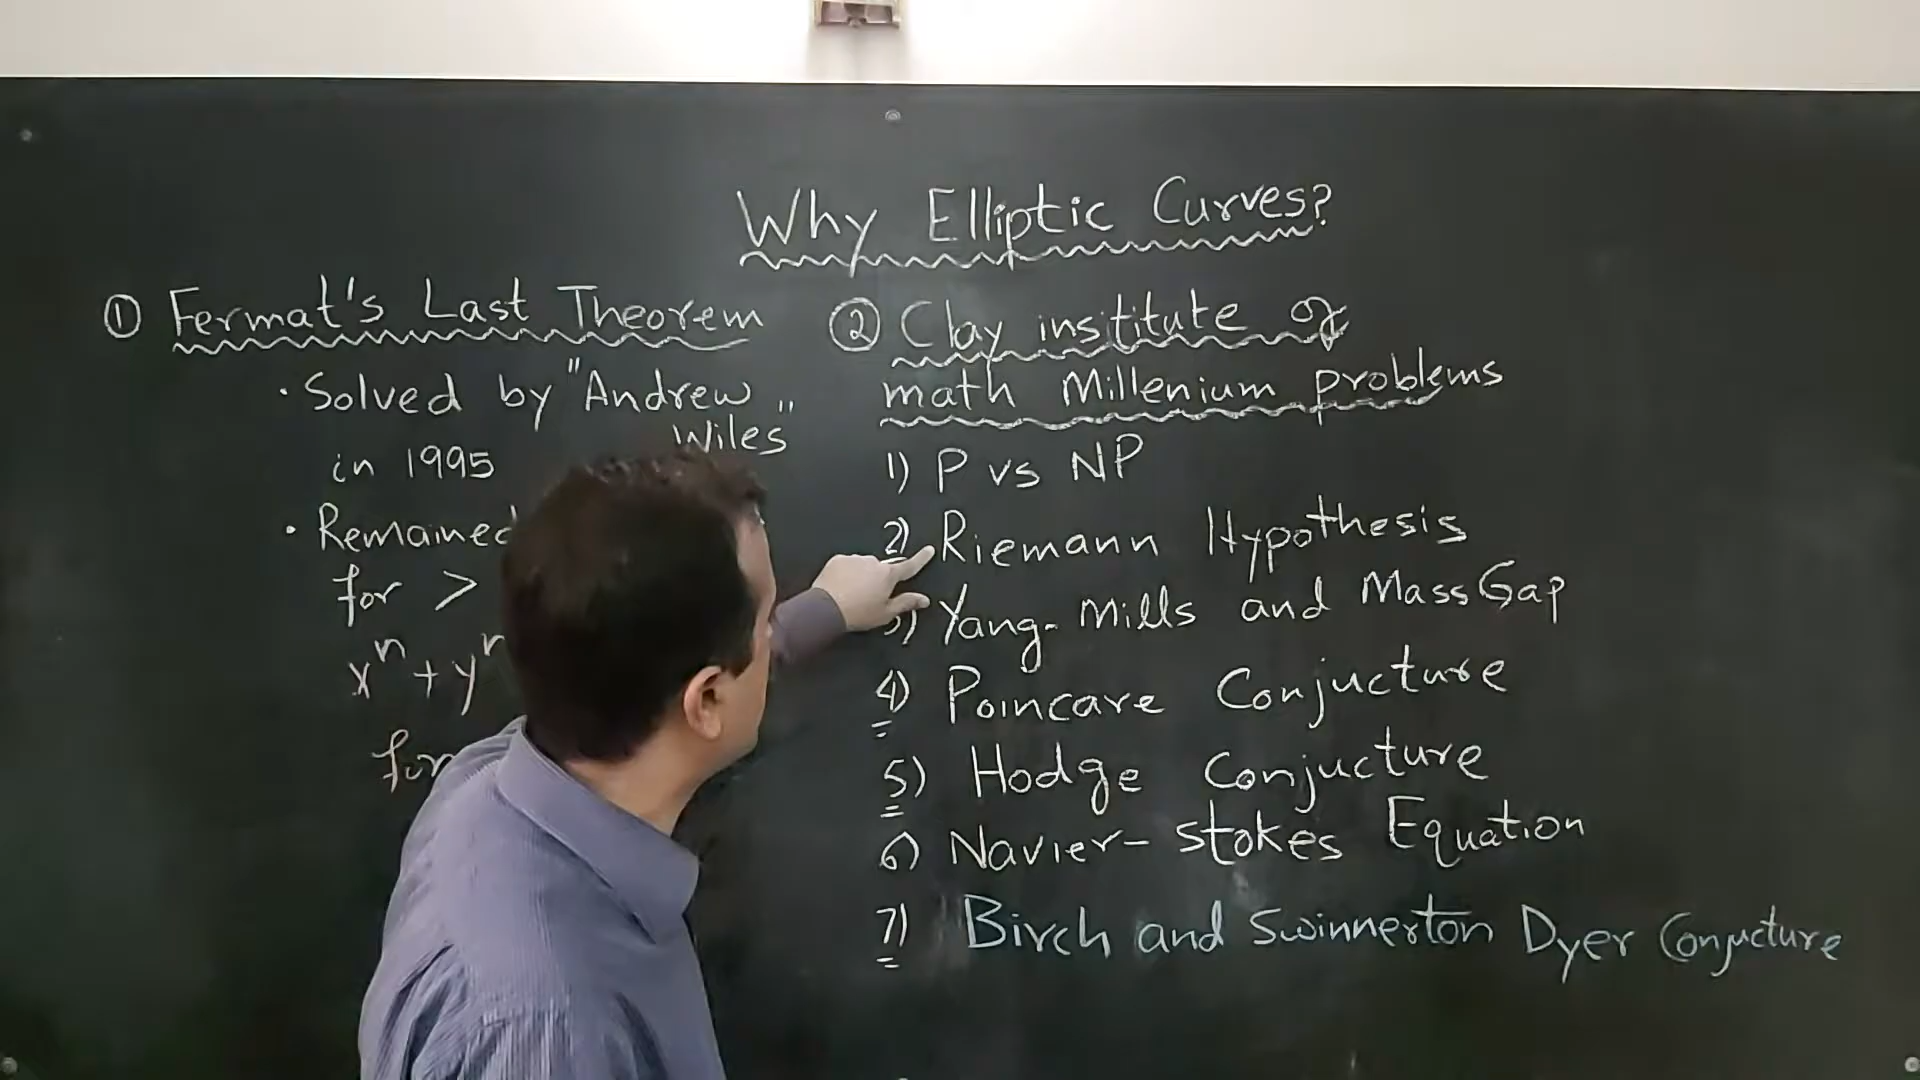 Why Elliptic Curves?
① Fermat's Last Theorem
· Solved by "Andrew
Wiles"
in 1995
· Remained
for >
xⁿ + yⁿ
for
② Clay institute of
math Millenium problems
1) P vs NP
2) Riemann Hypothesis
3) Yang-Mills and Mass Gap
4) Poincare Conjucture
5) Hodge Conjucture
6) Navier-Stokes Equation
7) Birch and Swinnerton Dyer Conjucture